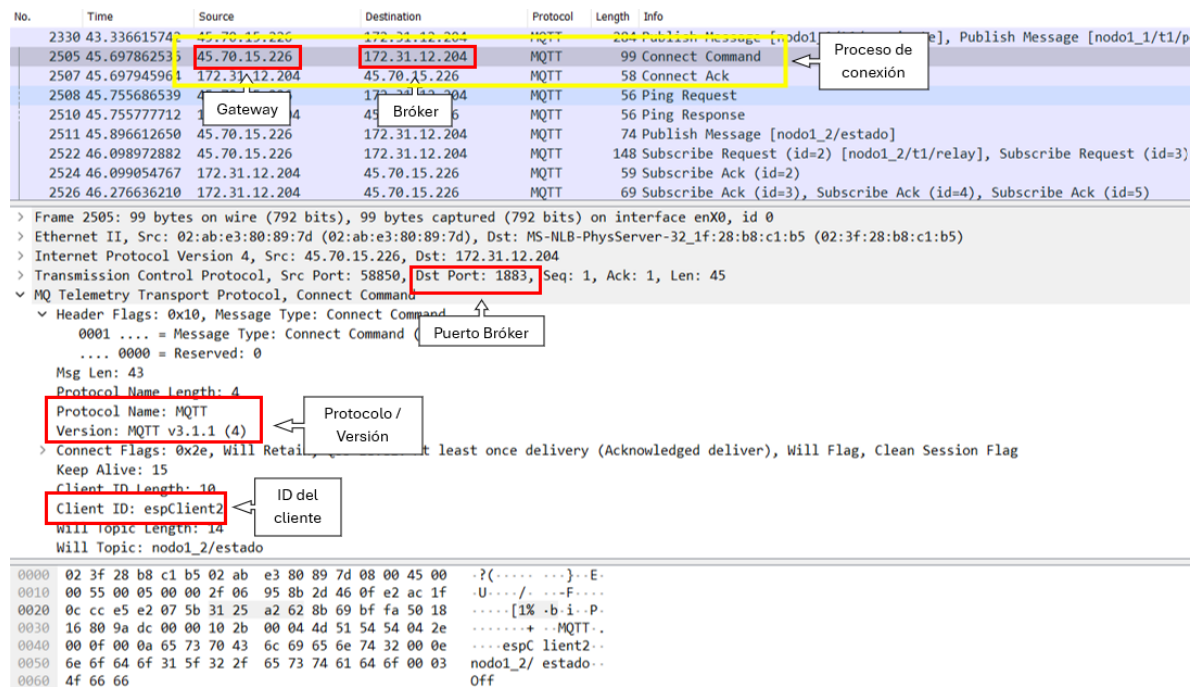 No. Time Source Destination Protocol Length Info
2330 43.336615742 45.70.15.226 172.31.12.204 MQTT 284 Publish Message [nodo1_ e], Publish Message [nodo1_1/t1/p
2505 45.697862535 45.70.15.226 172.31.12.204 MQTT 99 Connect Command
Proceso de
conexión
2507 45.697945964 172.31.12.204 45.70.15.226 MQTT 58 Connect Ack
2508 45.755686539 04 MQTT 56 Ping Request
Gateway
Bróker
2510 45.755777712 MQTT 56 Ping Response
2511 45.896612650 45.70.15.226 172.31.12.204 MQTT 74 Publish Message [nodo1_2/estado]
2522 46.098972882 45.70.15.226 172.31.12.204 MQTT 148 Subscribe Request (id=2) [nodo1_2/t1/relay], Subscribe Request (id=3)
2524 46.099054767 172.31.12.204 45.70.15.226 MQTT 59 Subscribe Ack (id=2)
2526 46.276636210 172.31.12.204 45.70.15.226 MQTT 69 Subscribe Ack (id=3), Subscribe Ack (id=4), Subscribe Ack (id=5)
> Frame 2505: 99 bytes on wire (792 bits), 99 bytes captured (792 bits) on interface enX0, id 0
> Ethernet II, Src: 02:ab:e3:80:89:7d (02:ab:e3:80:89:7d), Dst: MS-NLB-PhysServer-32_1f:28:b8:c1:b5 (02:3f:28:b8:c1:b5)
> Internet Protocol Version 4, Src: 45.70.15.226, Dst: 172.31.12.204
> Transmission Control Protocol, Src Port: 58850, Dst Port: 1883, Seq: 1, Ack: 1, Len: 45
MQ Telemetry Transport Protocol, Connect Command
Header Flags: 0x10, Message Type: Connect Command
0001 .... = Message Type: Connect Command (
Puerto Bróker
.... 0000 = Reserved: 0
Msg Len: 43
Protocol Name Length: 4
Protocol Name: MQTT
Version: MQTT v3.1.1 (4)
Protocolo /
Versión
> Connect Flags: 0x2e, Will Retain, t least once delivery (Acknowledged deliver), Will Flag, Clean Session Flag
Keep Alive: 15
Client ID Length: 10
Client ID: espClient2
ID del
cliente
Will Topic Length: 14
Will Topic: nodo1_2/estado
0000 02 3f 28 b8 c1 b5 02 ab e3 80 89 7d 08 00 45 00 ·?(····· ···}··E·
0010 00 55 00 05 00 00 2f 06 95 8b 2d 46 0f e2 ac 1f ·U····/· ··-F····
0020 0c cc e5 e2 07 5b 31 25 a2 62 8b 69 bf fa 50 18 ·····[1% ·b·i··P·
0030 16 80 9a dc 00 00 10 2b 00 04 4d 51 54 54 04 2e ·······+ ··MQTT·.
0040 00 0f 00 0a 65 73 70 43 6c 69 65 6e 74 32 00 0e ····espC lient2··
0050 6e 6f 64 6f 31 5f 32 2f 65 73 74 61 64 6f 00 03 nodo1_2/ estado··
0060 4f 66 66 Off